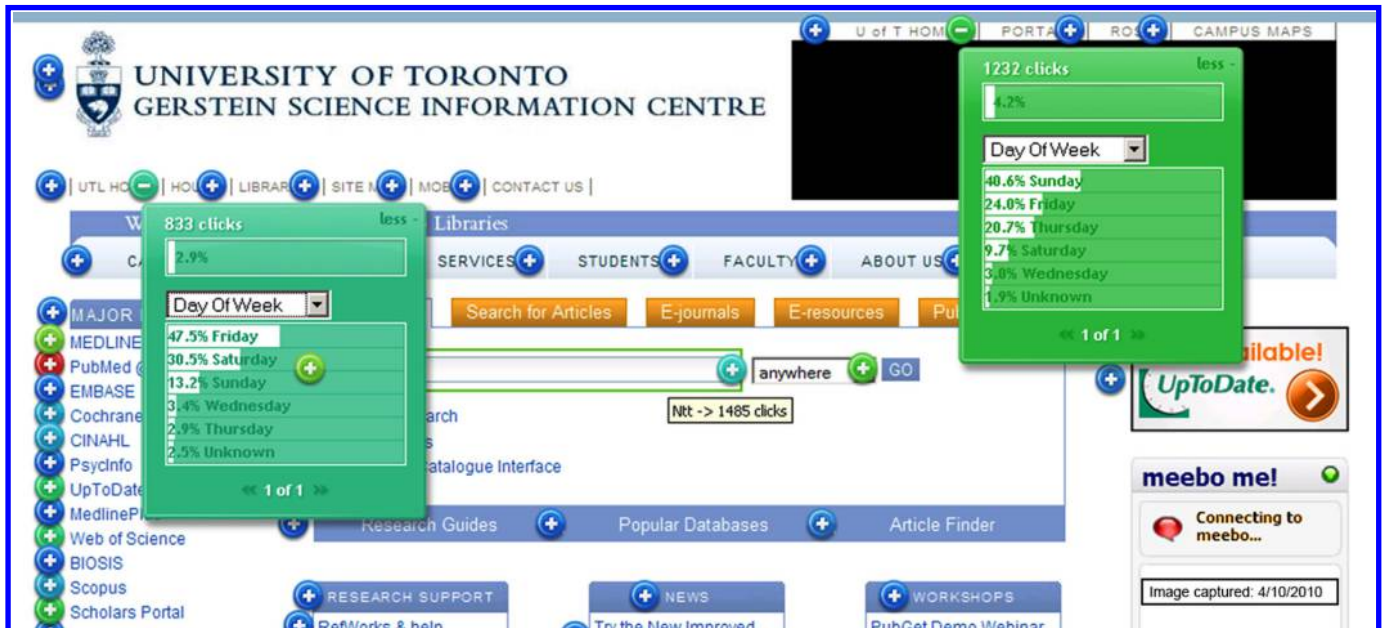 U of T HOM
PORTA
ROS
CAMPUS MAPS
UNIVERSITY OF TORONTO
GERSTEIN SCIENCE INFORMATION CENTRE
1232 clicks
less -
4.2%
Day Of Week
40.6% Sunday
24.0% Friday
20.7% Thursday
9.7% Saturday
3.0% Wednesday
1.9% Unknown
<< 1 of 1 >>
| UTL HO
| HOU
| LIBRAR
| SITE M
| MOB
| CONTACT US |
W
Libraries
833 clicks
less -
2.9%
Day Of Week
47.5% Friday
30.5% Saturday
13.2% Sunday
3.4% Wednesday
2.9% Thursday
2.5% Unknown
<< 1 of 1 >>
SERVICES
STUDENTS
FACULTY
ABOUT US
MAJOR
MEDLINE
PubMed
EMBASE
Cochrane
CINAHL
PsycInfo
UpToDate
MedlinePl
Web of Science
BIOSIS
Scopus
Scholars Portal
Search for Articles
E-journals
E-resources
Pu
anywhere
GO
Ntt -> 1485 clicks
arch
s
atalogue Interface
Research Guides
Popular Databases
Article Finder
RESEARCH SUPPORT
NEWS
WORKSHOPS
RefWorks & help
Try the New Improved
PubGet Demo Webinar
ilable!
UpToDate.
meebo me!
Connecting to
meebo...
Image captured: 4/10/2010